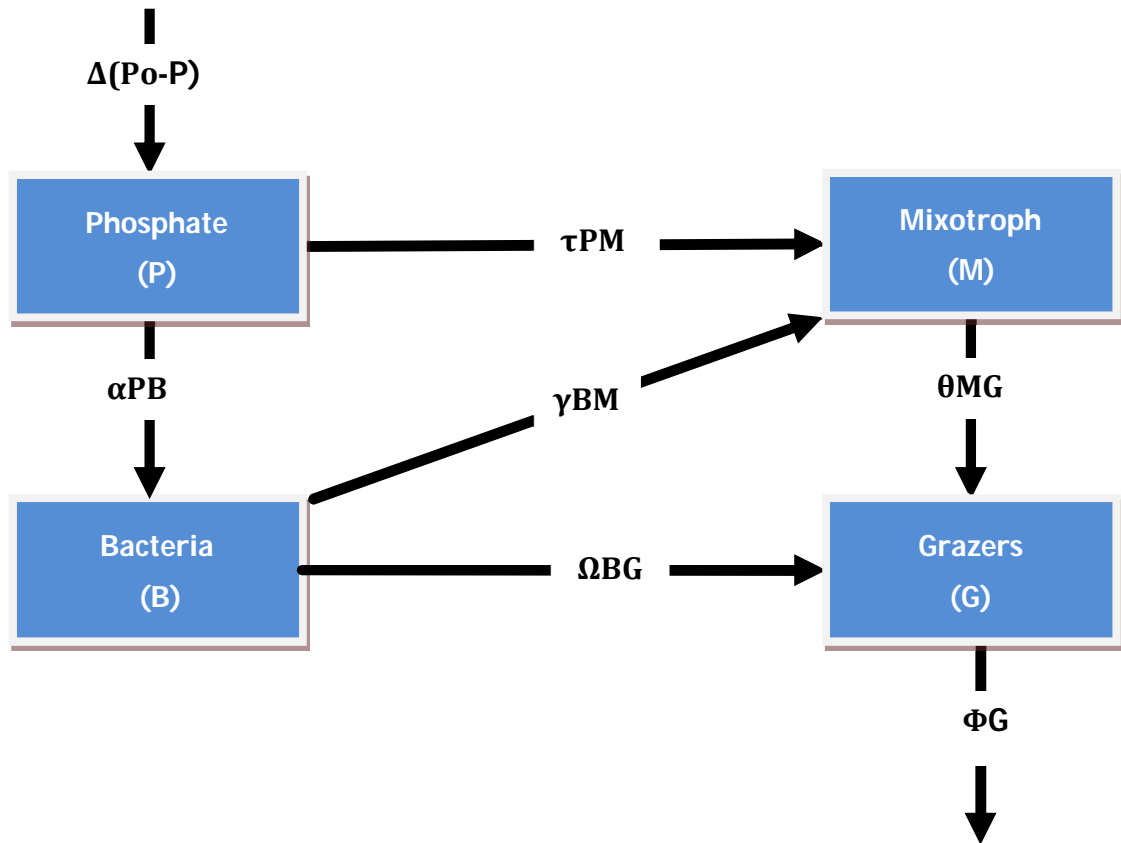 Δ(Po-P)
Phosphate
(P)
τPM
Mixotroph
(M)
αPB
γBM
θMG
Bacteria
(B)
ΩBG
Grazers
(G)
ΦG